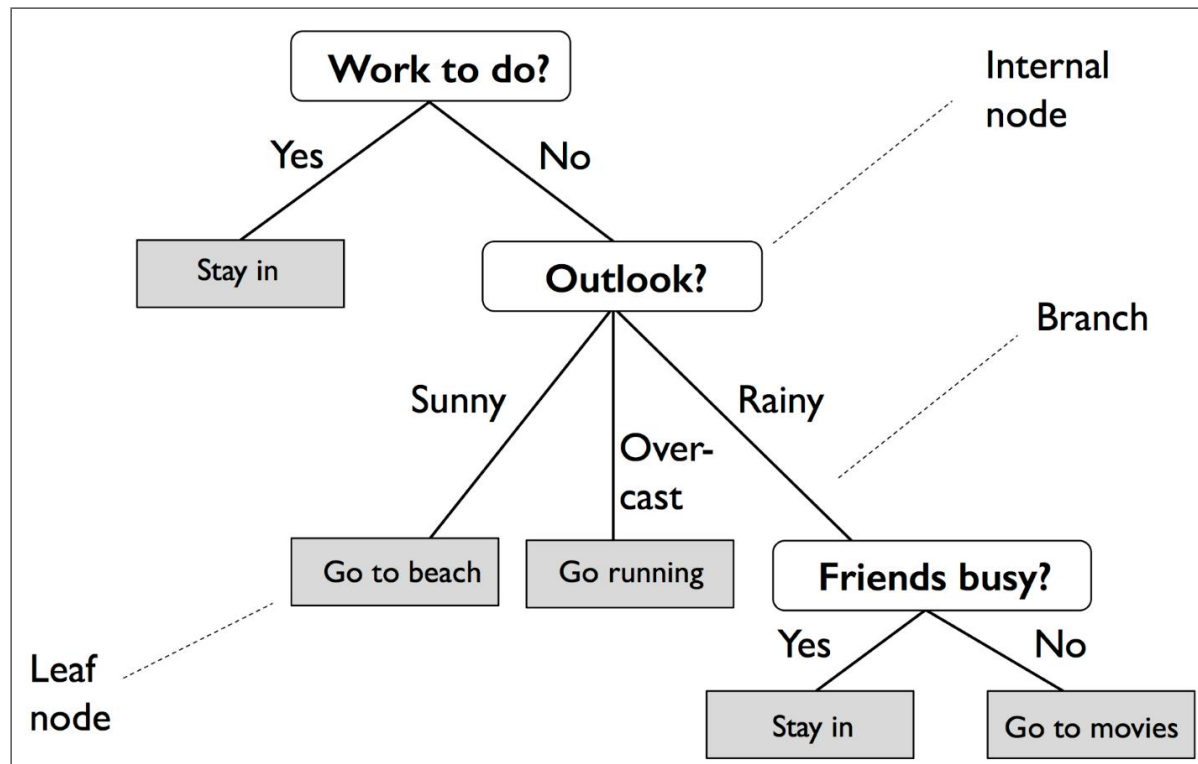 Work to do?
Internal
node
Yes
No
Stay in
Outlook?
Branch
Sunny
Over-
cast
Rainy
Go to beach
Go running
Friends busy?
Leaf
node
Yes
No
Stay in
Go to movies